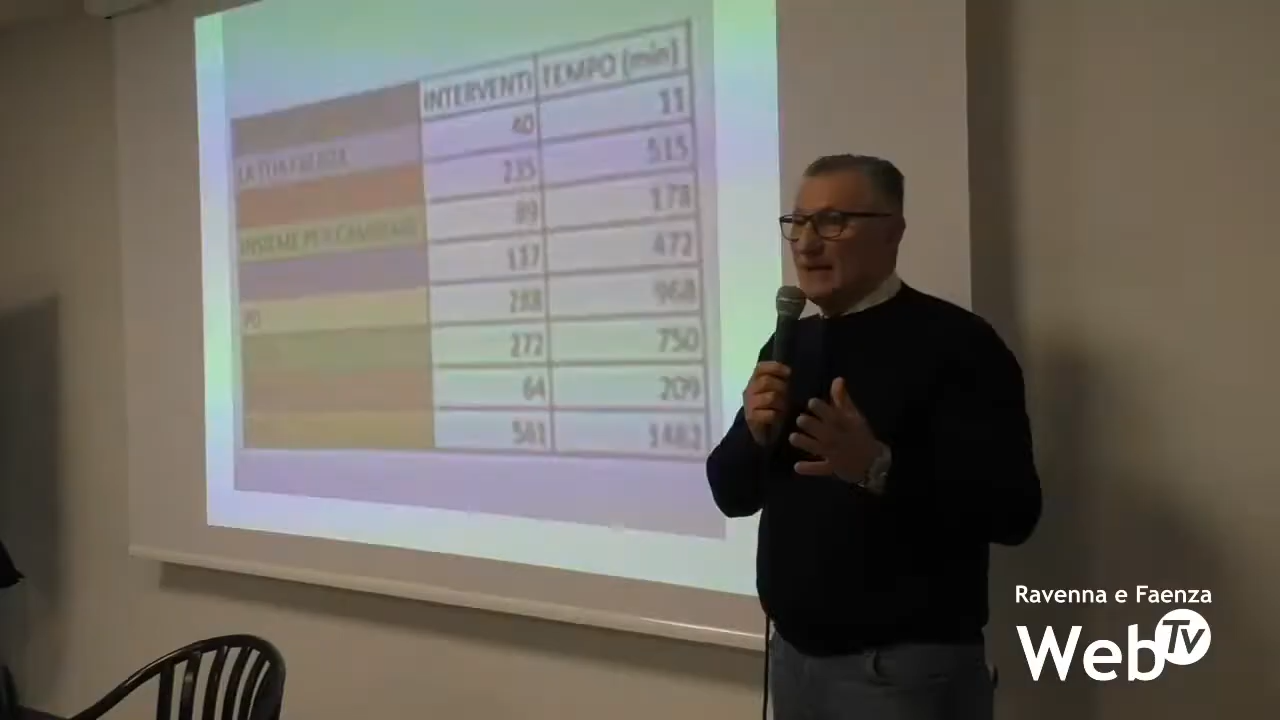 INTERVENTI TEMPO (min)
40 11
LA TUA FAENZA 235 515
89 178
INSIEME PER CAMBIARE 137 472
PD 288 968
272 750
64 209
561 1482
Ravenna e Faenza
WebTv